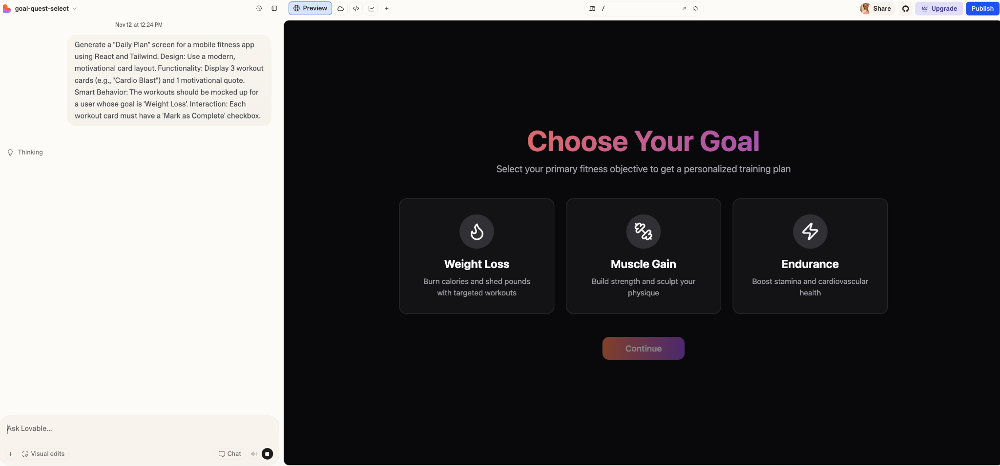 goal-quest-select
Preview
/
Share
Upgrade
Publish
Nov 12 at 12:24 PM
Generate a "Daily Plan" screen for a mobile fitness app
using React and Tailwind. Design: Use a modern,
motivational card layout. Functionality: Display 3 workout
cards (e.g., "Cardio Blast") and 1 motivational quote.
Smart Behavior: The workouts should be mocked up for
a user whose goal is 'Weight Loss'. Interaction: Each
workout card must have a 'Mark as Complete' checkbox.
Thinking
Ask Lovable...
Visual edits
Chat
Choose Your Goal
Select your primary fitness objective to get a personalized training plan
Weight Loss
Burn calories and shed pounds
with targeted workouts
Muscle Gain
Build strength and sculpt your
physique
Endurance
Boost stamina and cardiovascular
health
Continue